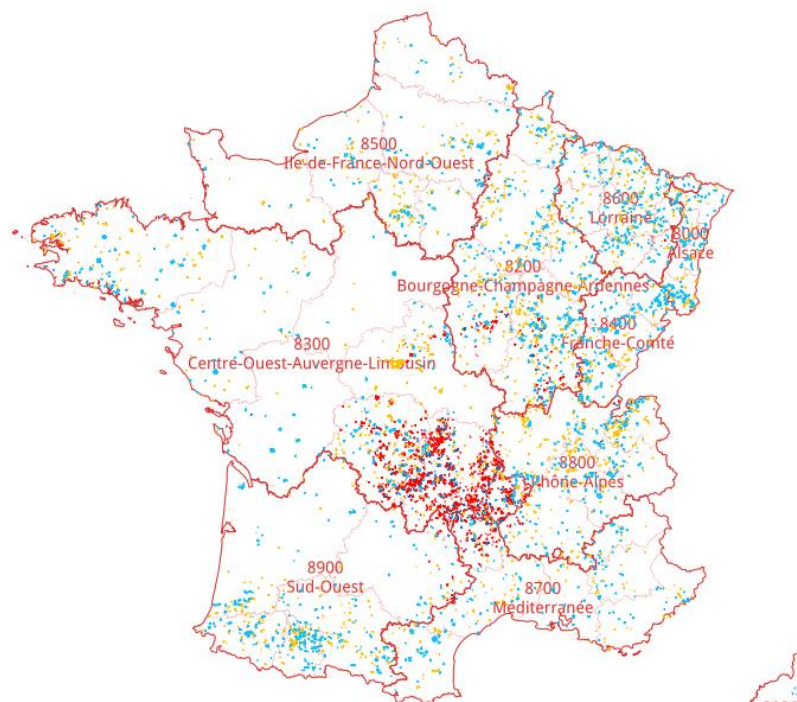 8500
Ile-de-France-Nord-Ouest
8600
Lorraine
8000
Alsace
8200
Bourgogne-Champagne-Ardennes
8400
Franche-Comté
8300
Centre-Ouest-Auvergne-Limousin
8800
Rhône-Alpes
8900
Sud-Ouest
8700
Méditerranée